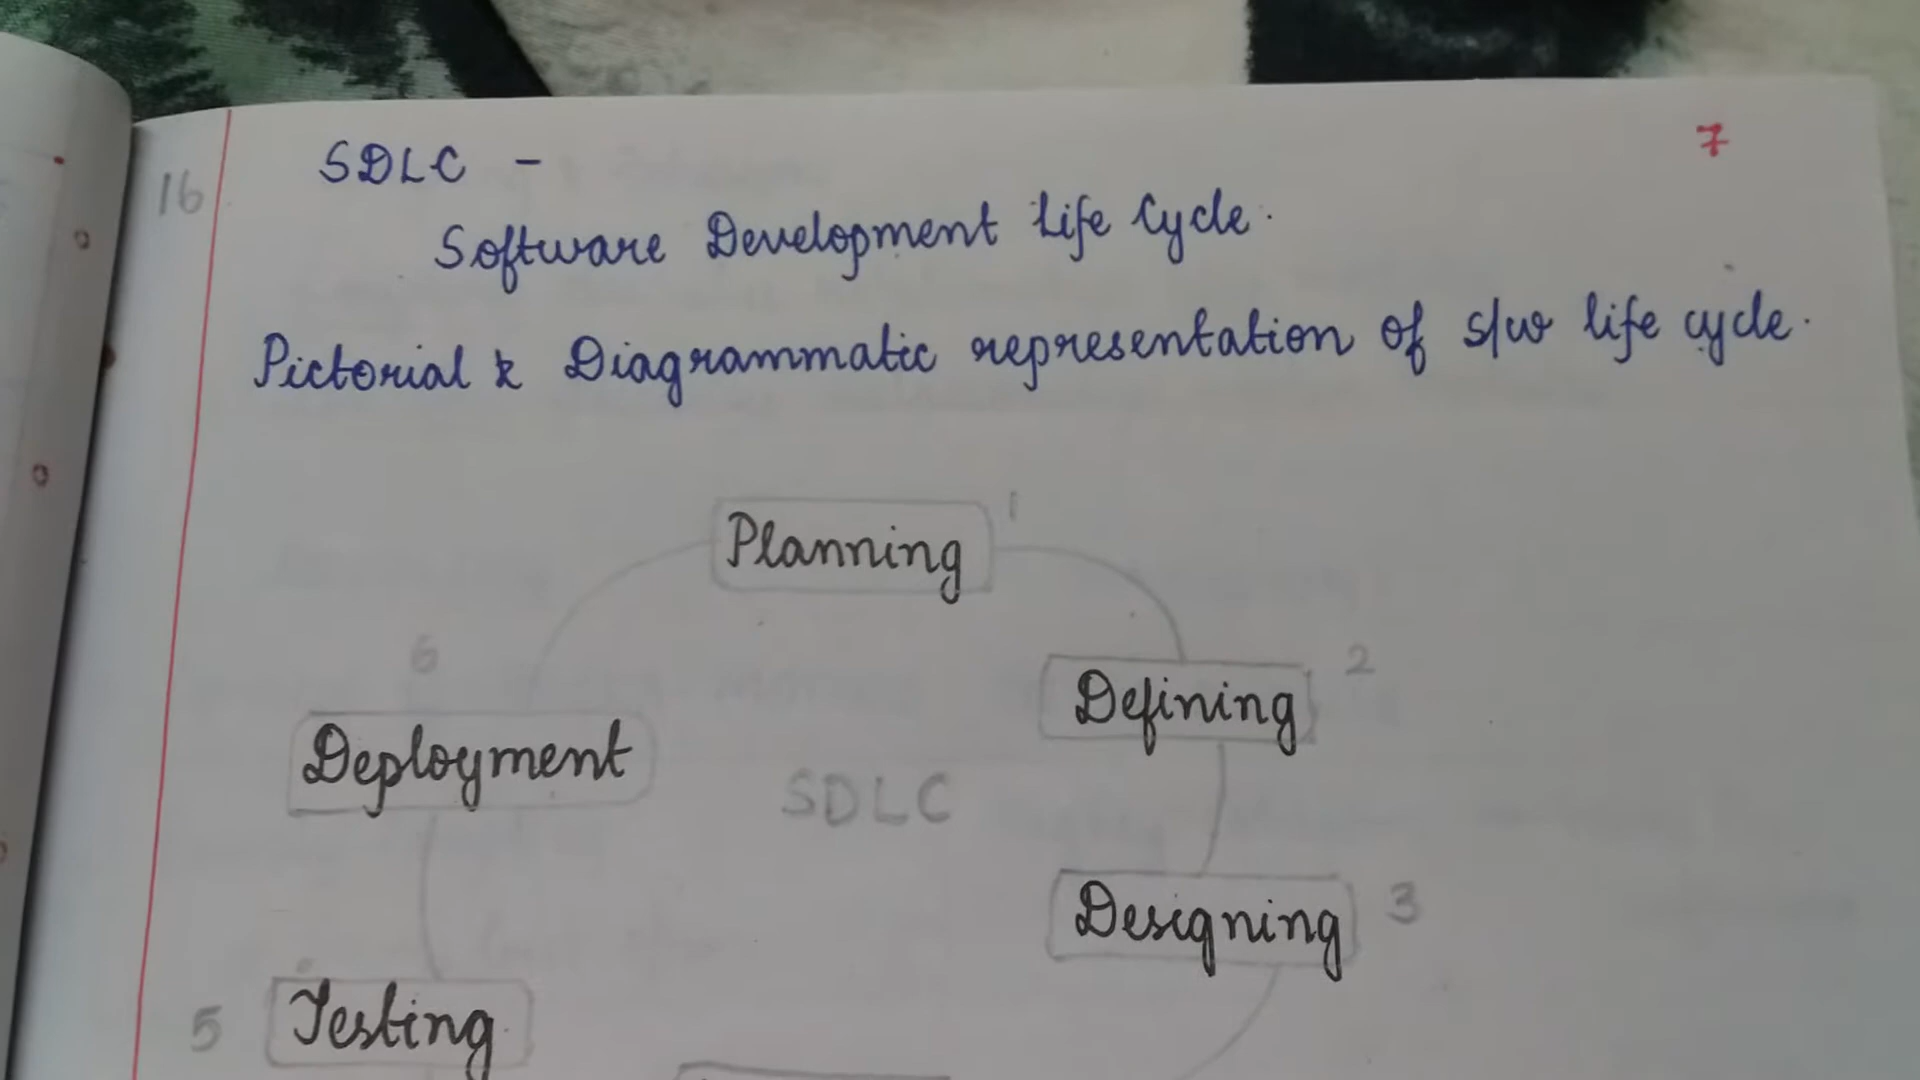 7
16
SDLC -
Software Development Life Cycle.
Pictorial & Diagrammatic representation of s/w life cycle.
Planning 1
6
Defining 2
Deployment
SDLC
Designing 3
5 Testing